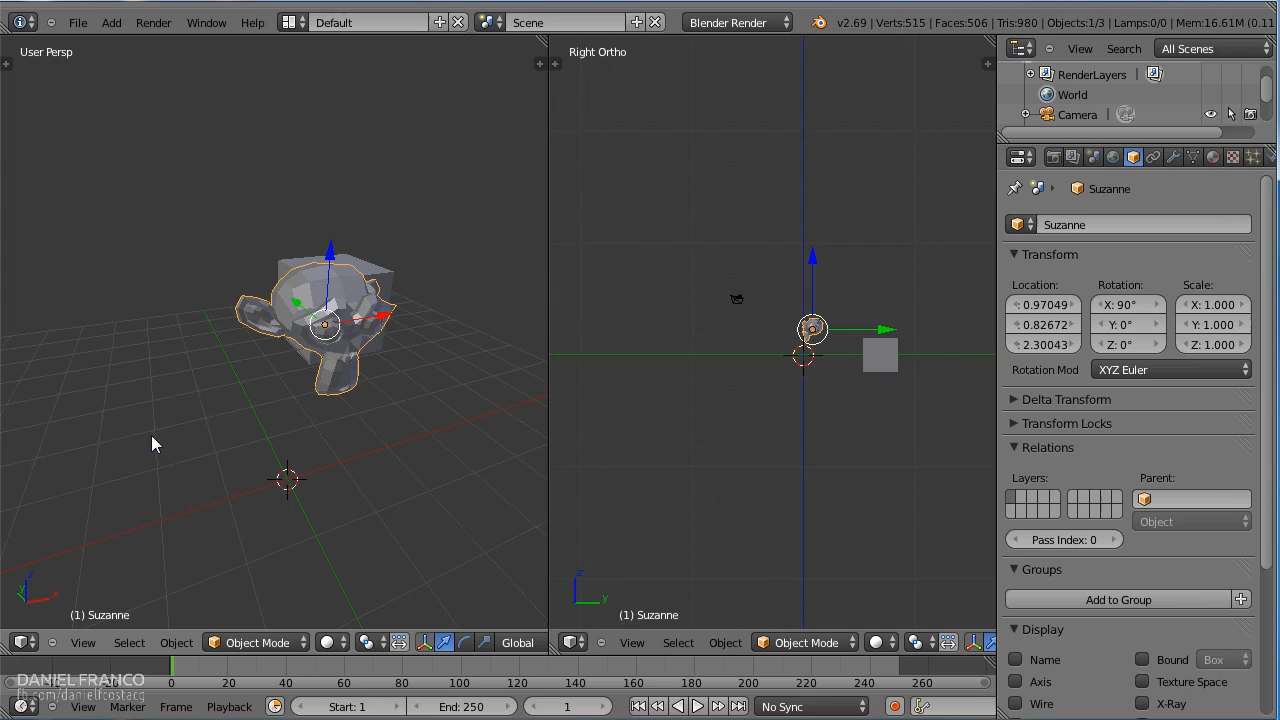 File Add Render Window Help Default Scene Blender Render v2.69 | Verts:515 | Faces:506 | Tris:980 | Objects:1/3 | Lamps:0/0 | Mem:16.61M (0.11
User Persp
Right Ortho
View Search All Scenes
RenderLayers
World
Camera
Suzanne
Suzanne
Transform
Location: Rotation: Scale:
0.97049 X: 90° X: 1.000
0.82672 Y: 0° Y: 1.000
2.30043 Z: 0° Z: 1.000
Rotation Mod XYZ Euler
Delta Transform
Transform Locks
Relations
Layers: Parent:
Object
Pass Index: 0
Groups
Add to Group
Display
Name Bound Box
Axis Texture Space
Wire X-Ray
z
y
x
(1) Suzanne
z
y
(1) Suzanne
View Select Object Object Mode Global
View Select Object Object Mode
0 20 40 60 80 100 120 140 160 180 200 220 240 260
DANIEL FRANCO
fb.com/danielfcostacg
View Marker Frame Playback Start: 1 End: 250 1 No Sync